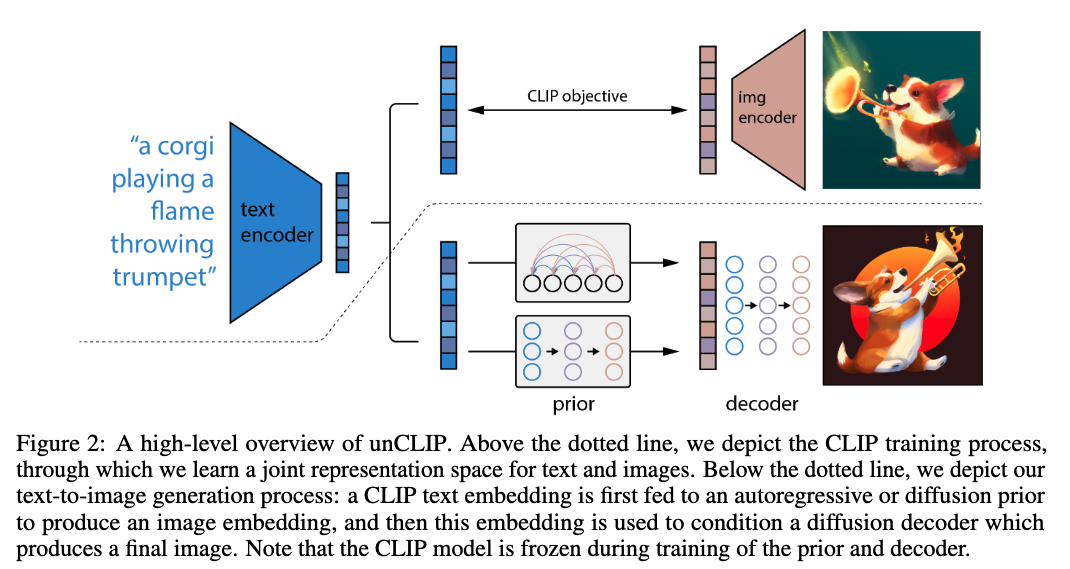 “a corgi
playing a
flame
throwing
trumpet”
text
encoder
CLIP objective
img
encoder
prior
decoder
Figure 2: A high-level overview of unCLIP. Above the dotted line, we depict the CLIP training process,
through which we learn a joint representation space for text and images. Below the dotted line, we depict our
text-to-image generation process: a CLIP text embedding is first fed to an autoregressive or diffusion prior
to produce an image embedding, and then this embedding is used to condition a diffusion decoder which
produces a final image. Note that the CLIP model is frozen during training of the prior and decoder.